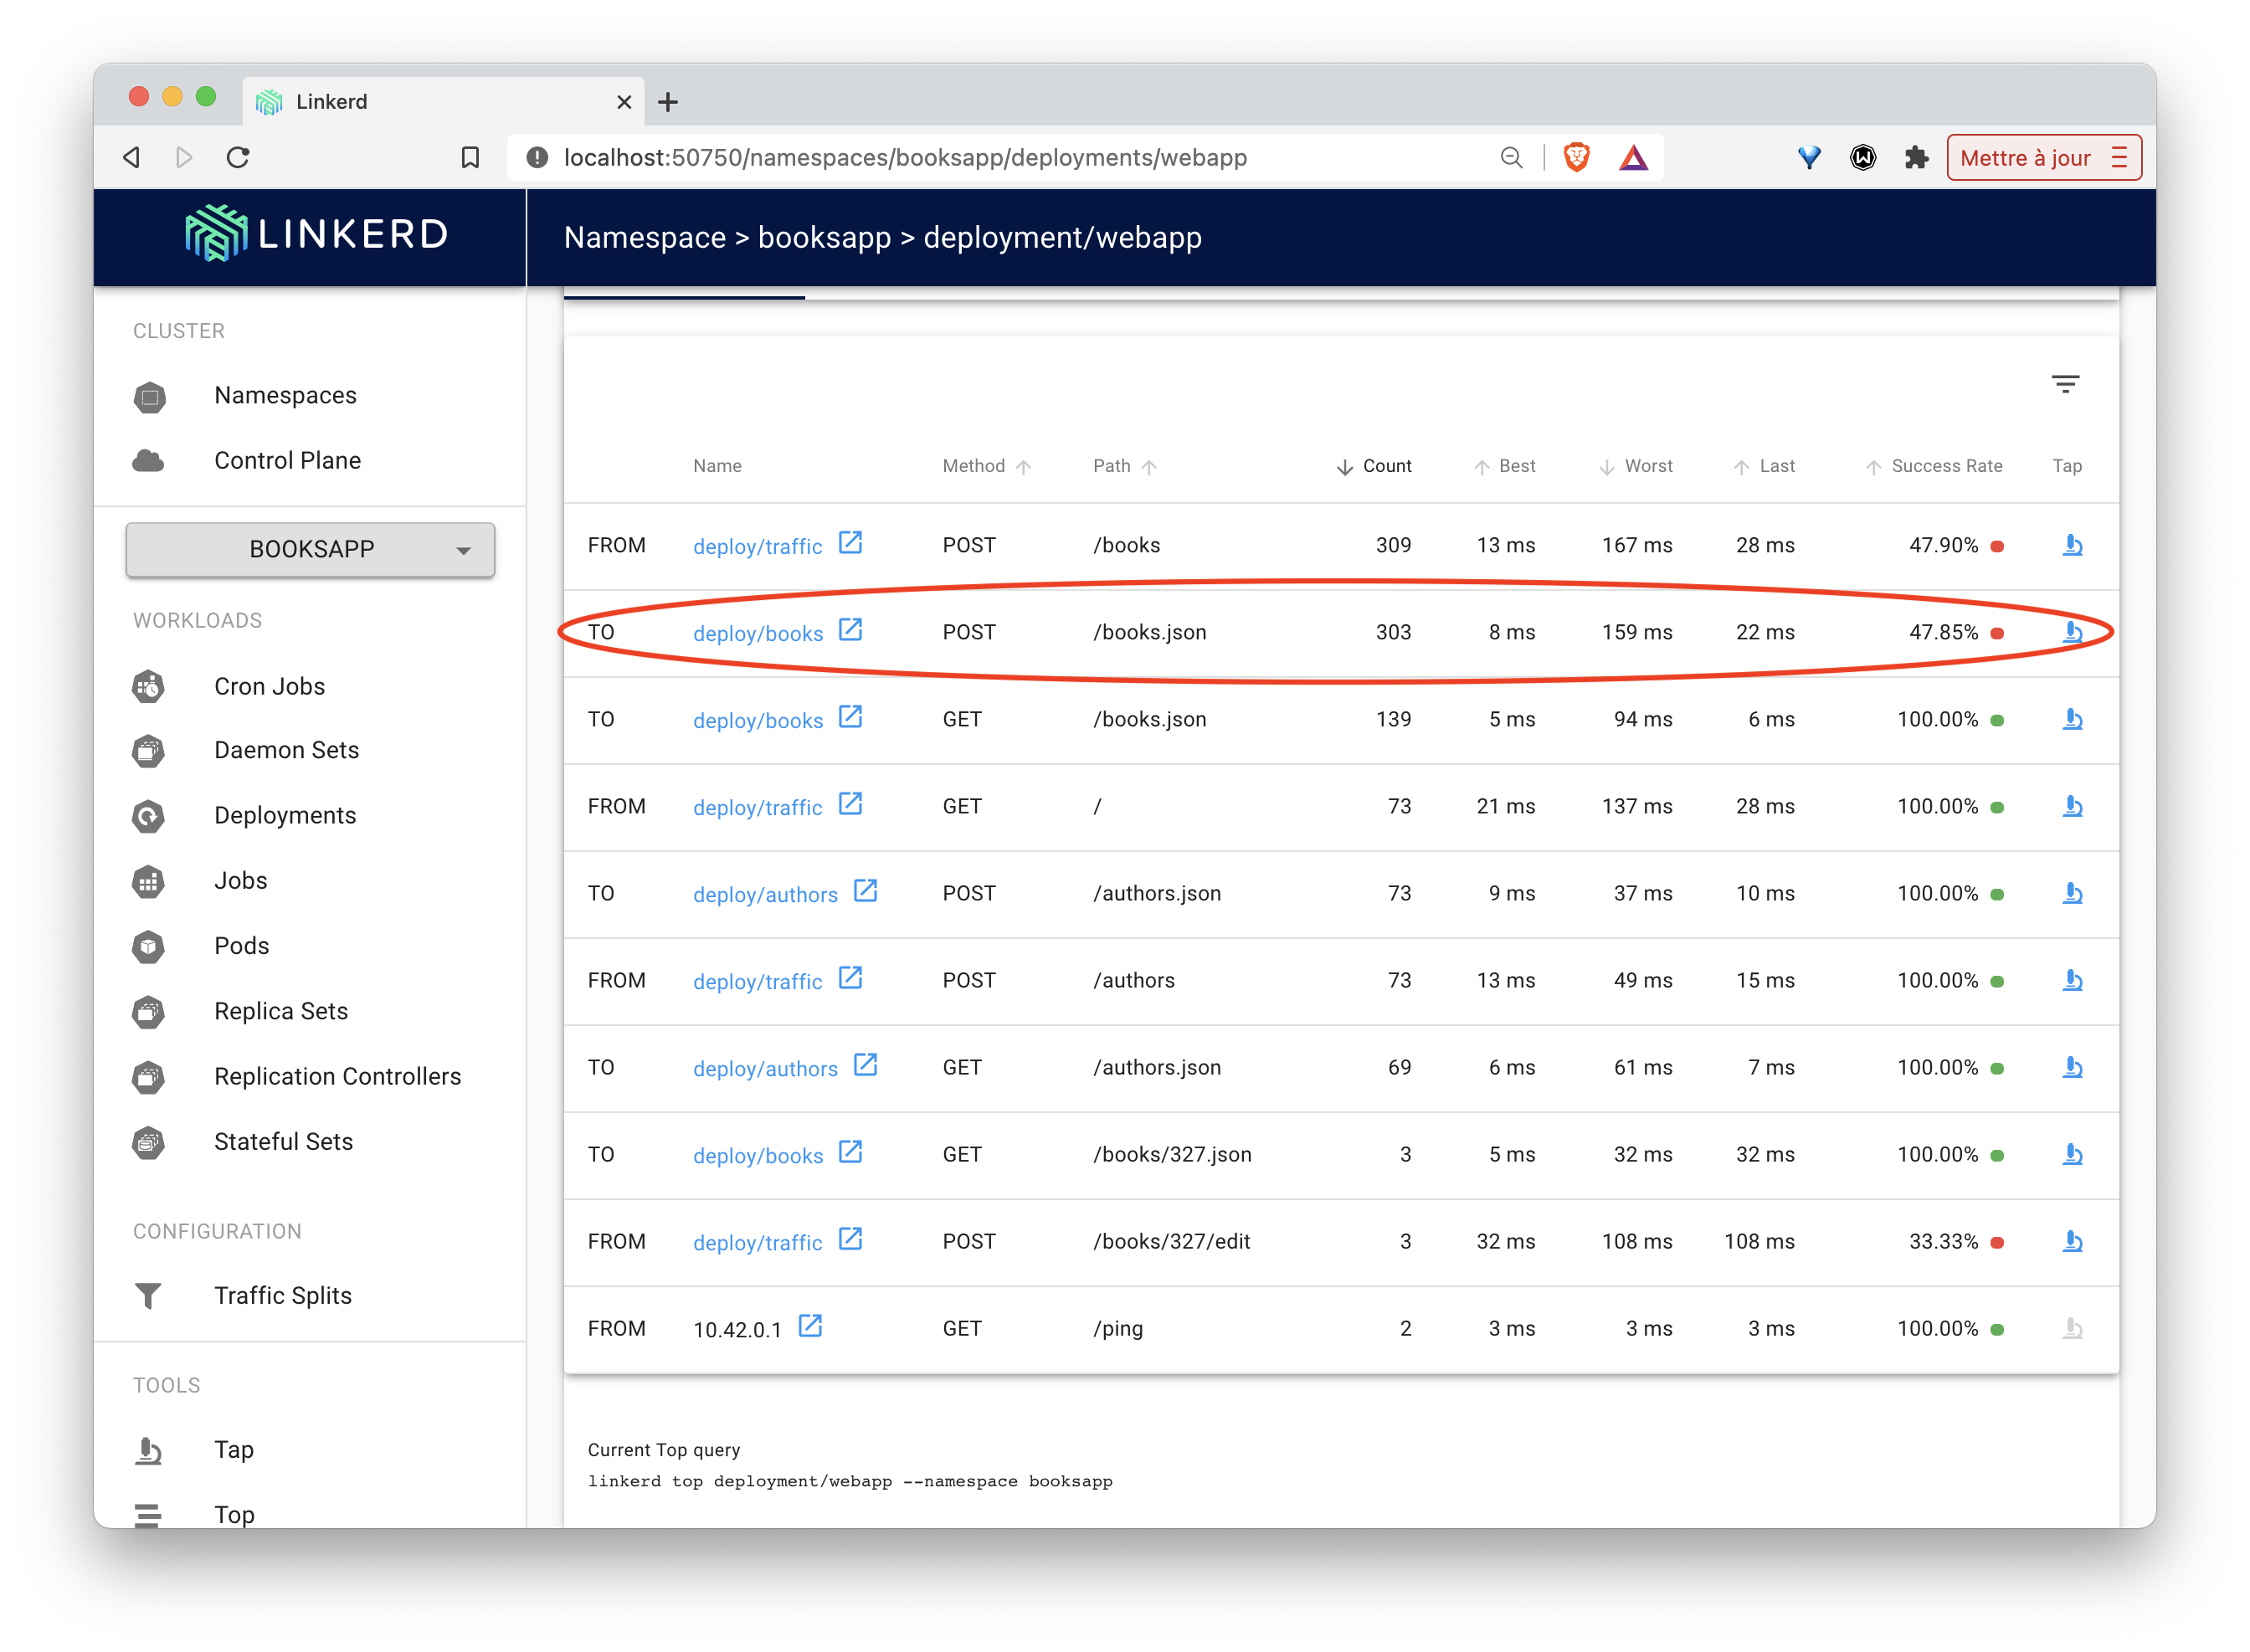 Linkerd
localhost:50750/namespaces/booksapp/deployments/webapp
Mettre à jour
LINKERD
Namespace > booksapp > deployment/webapp
CLUSTER
Namespaces
Control Plane
BOOKSAPP
WORKLOADS
Cron Jobs
Daemon Sets
Deployments
Jobs
Pods
Replica Sets
Replication Controllers
Stateful Sets
CONFIGURATION
Traffic Splits
TOOLS
Tap
Top
Name Method Path Count Best Worst Last Success Rate Tap
FROM deploy/traffic POST /books 309 13 ms 167 ms 28 ms 47.90%
TO deploy/books POST /books.json 303 8 ms 159 ms 22 ms 47.85%
TO deploy/books GET /books.json 139 5 ms 94 ms 6 ms 100.00%
FROM deploy/traffic GET / 73 21 ms 137 ms 28 ms 100.00%
TO deploy/authors POST /authors.json 73 9 ms 37 ms 10 ms 100.00%
FROM deploy/traffic POST /authors 73 13 ms 49 ms 15 ms 100.00%
TO deploy/authors GET /authors.json 69 6 ms 61 ms 7 ms 100.00%
TO deploy/books GET /books/327.json 3 5 ms 32 ms 32 ms 100.00%
FROM deploy/traffic POST /books/327/edit 3 32 ms 108 ms 108 ms 33.33%
FROM 10.42.0.1 GET /ping 2 3 ms 3 ms 3 ms 100.00%
Current Top query
linkerd top deployment/webapp --namespace booksapp